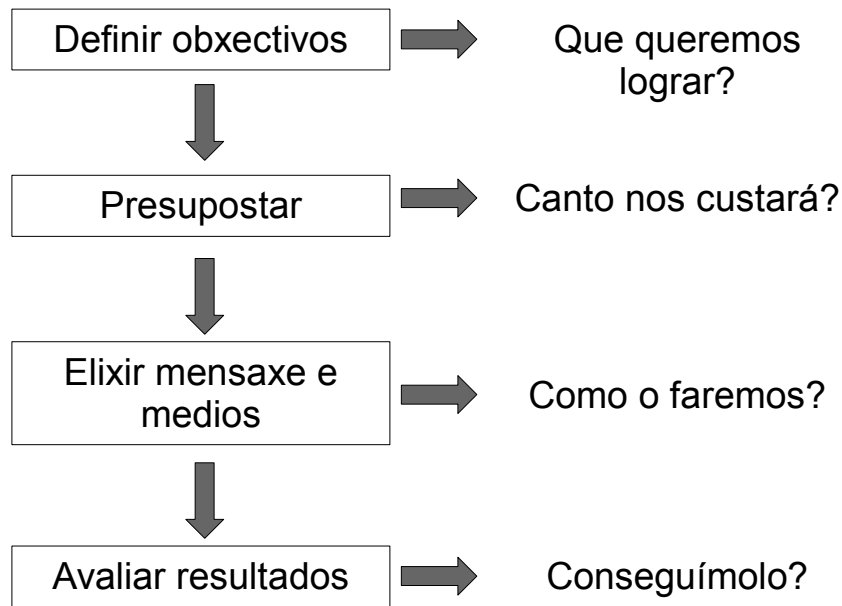 Definir obxectivos
Que queremos
lograr?
Presupostar
Canto nos custará?
Elixir mensaxe e
medios
Como o faremos?
Avaliar resultados
Conseguímolo?